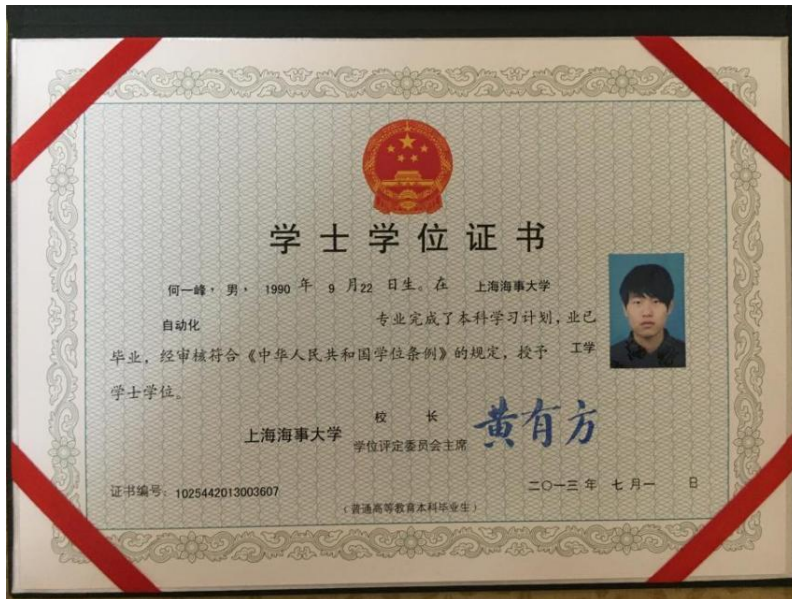 学士学位证书
何一峰，男，1990 年 9 月22 日生。在 上海海事大学
自动化 专业完成了本科学习计划，业已
毕业，经审核符合《中华人民共和国学位条例》的规定，授予 工学
学士学位。
校 长
上海海事大学 黄有方
学位评定委员会主席
证书编号：1025442013003607 二〇一三 年 七 月一 日
（普通高等教育本科毕业生）